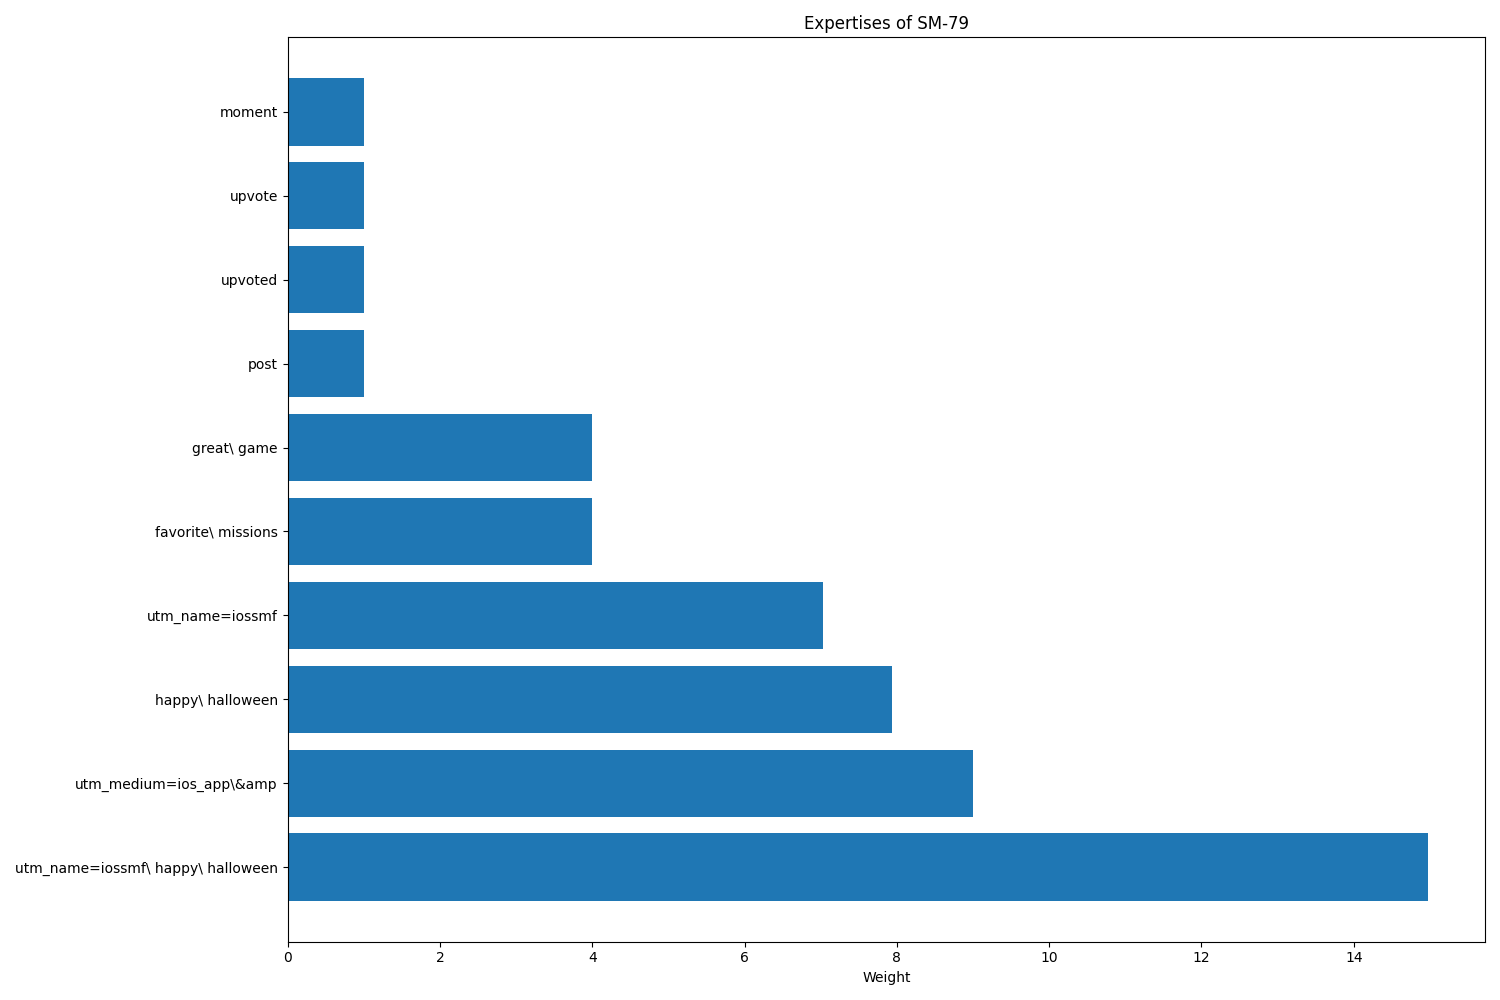 Expertises of SM-79
moment
upvote
upvoted
post
great\ game
favorite\ missions
utm_name=iossmf
happy\ halloween
utm_medium=ios_app\&amp
utm_name=iossmf\ happy\ halloween
0 2 4 6 8 10 12 14
Weight